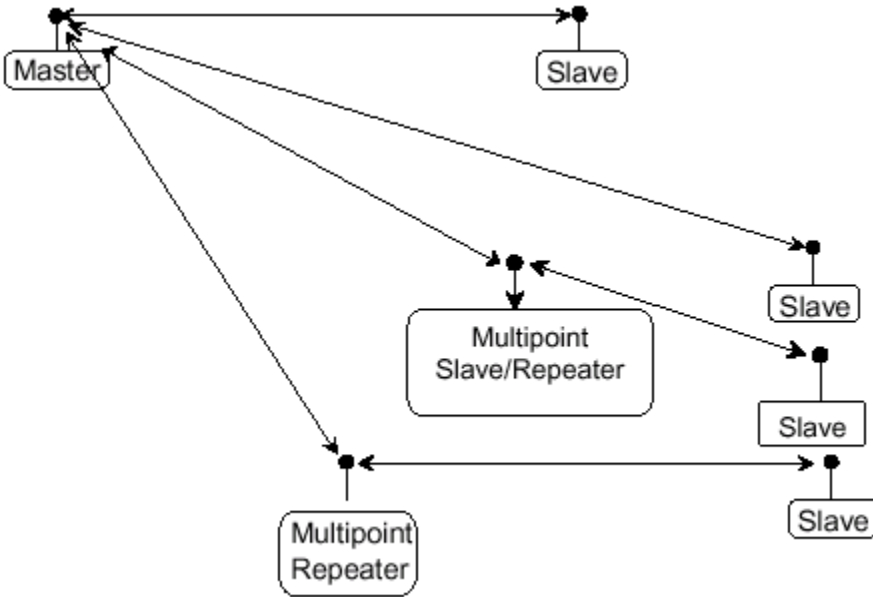 Master
Slave
Slave
Multipoint
Slave/Repeater
Slave
Slave
Multipoint
Repeater